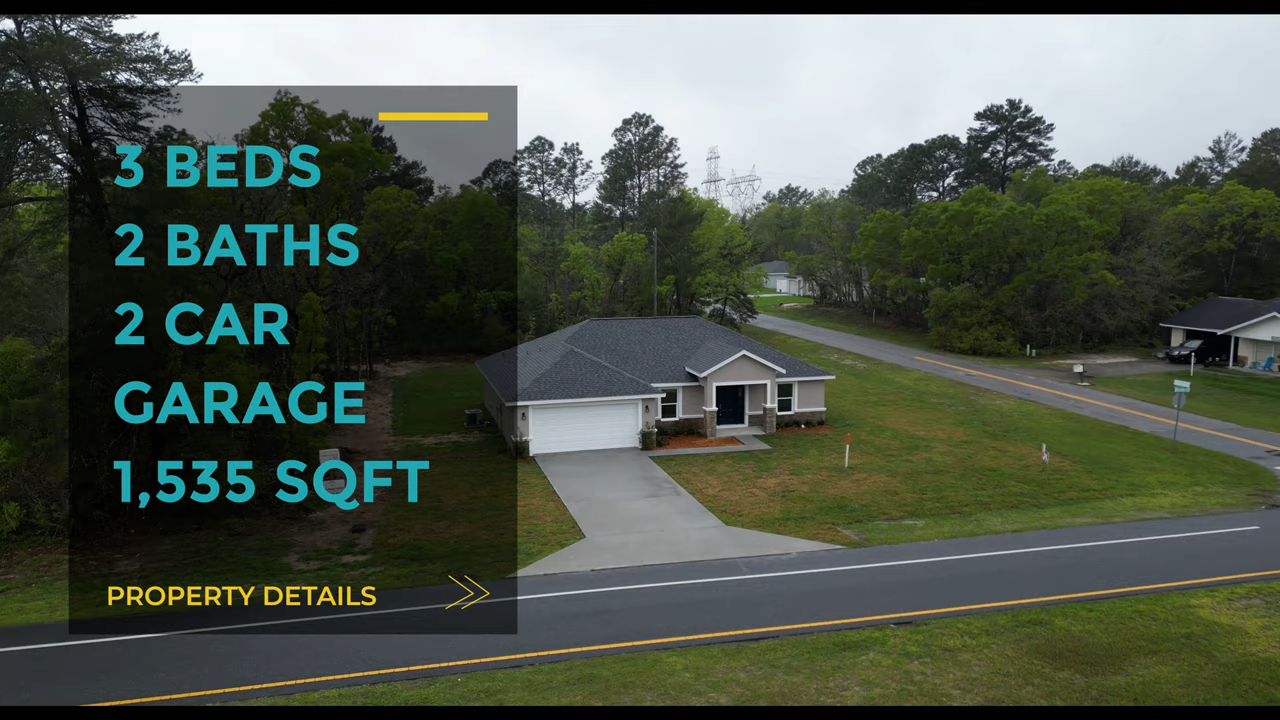 3 BEDS
2 BATHS
2 CAR
GARAGE
1,535 SQFT
PROPERTY DETAILS